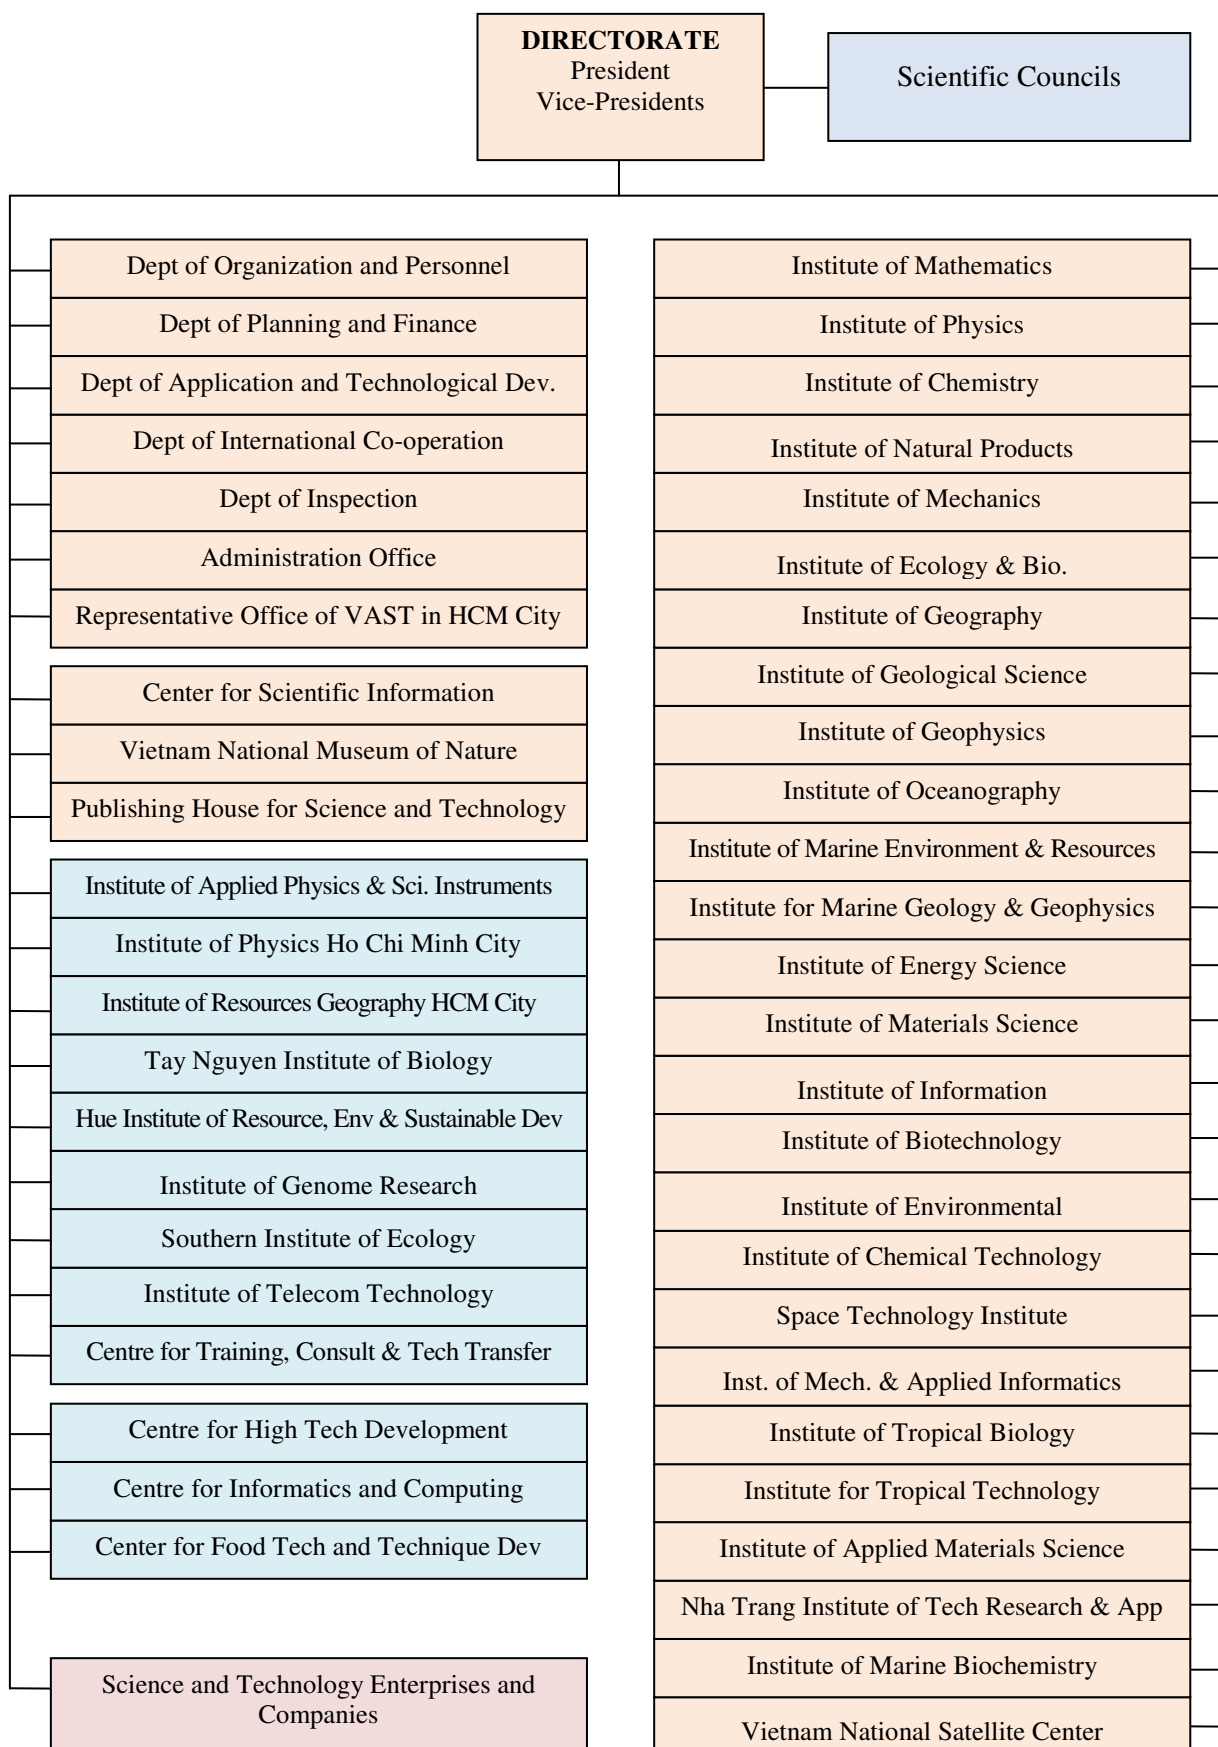 DIRECTORATE
President
Vice-Presidents
Scientific Councils
Dept of Organization and Personnel
Dept of Planning and Finance
Dept of Application and Technological Dev.
Dept of International Co-operation
Dept of Inspection
Administration Office
Representative Office of VAST in HCM City
Center for Scientific Information
Vietnam National Museum of Nature
Publishing House for Science and Technology
Institute of Applied Physics & Sci. Instruments
Institute of Physics Ho Chi Minh City
Institute of Resources Geography HCM City
Tay Nguyen Institute of Biology
Hue Institute of Resource, Env & Sustainable Dev
Institute of Genome Research
Southern Institute of Ecology
Institute of Telecom Technology
Centre for Training, Consult & Tech Transfer
Centre for High Tech Development
Centre for Informatics and Computing
Center for Food Tech and Technique Dev
Science and Technology Enterprises and
Companies
Institute of Mathematics
Institute of Physics
Institute of Chemistry
Institute of Natural Products
Institute of Mechanics
Institute of Ecology & Bio.
Institute of Geography
Institute of Geological Science
Institute of Geophysics
Institute of Oceanography
Institute of Marine Environment & Resources
Institute for Marine Geology & Geophysics
Institute of Energy Science
Institute of Materials Science
Institute of Information
Institute of Biotechnology
Institute of Environmental
Institute of Chemical Technology
Space Technology Institute
Inst. of Mech. & Applied Informatics
Institute of Tropical Biology
Institute for Tropical Technology
Institute of Applied Materials Science
Nha Trang Institute of Tech Research & App
Institute of Marine Biochemistry
Vietnam National Satellite Center